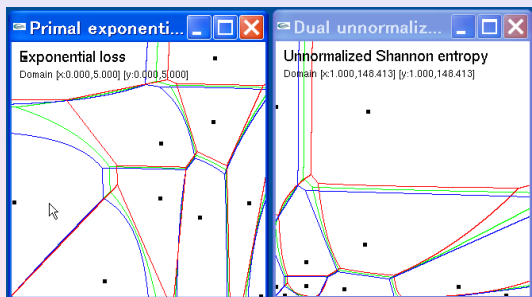 Primal exponenti...
Exponential loss
Domain [x:0.000,5.000] [y:0.000,5.000]
Dual unnormaliz...
Unnormalized Shannon entropy
Domain [x:1.000,148.413] [y:1.000,148.413]